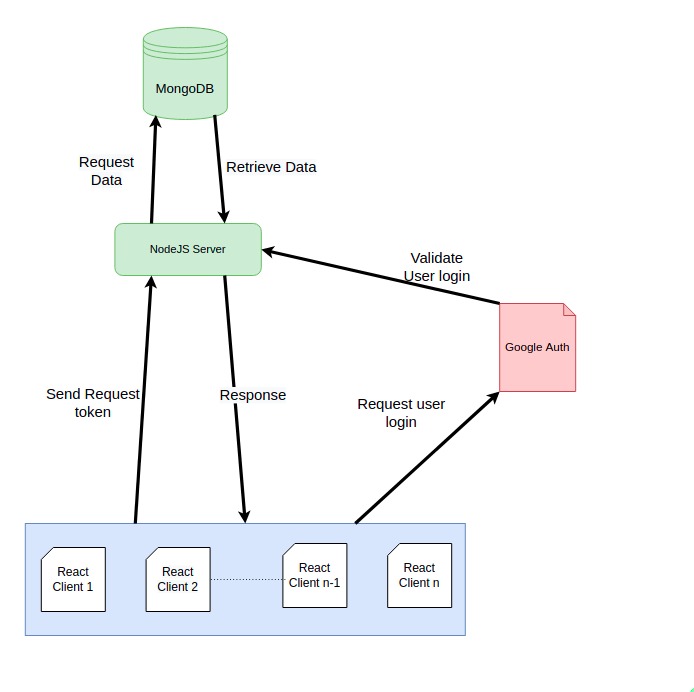 MongoDB
Request
Data
Retrieve Data
NodeJS Server
Validate
User login
Google Auth
Send Request
token
Response
Request user
login
React
Client 1
React
Client 2
React
Client n-1
React
Client n